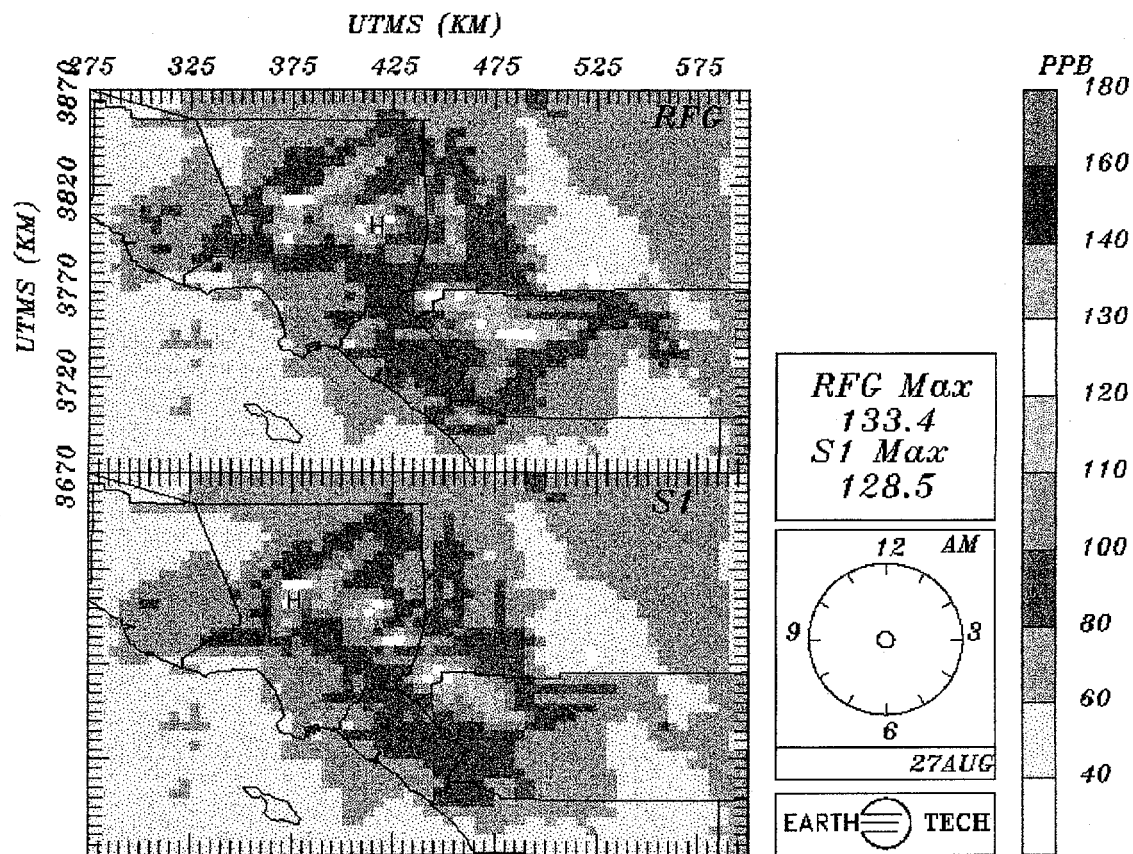 UTMS (KM)
275 325 375 425 475 525 575
PPB
UTMS (KM)
3870
3820
3770
3720
3670
RFG
H
S1
H
RFG Max
133.4
S1 Max
128.5
12 AM
9 3
6
27AUG
EARTH TECH
180
160
140
130
120
110
100
80
60
40